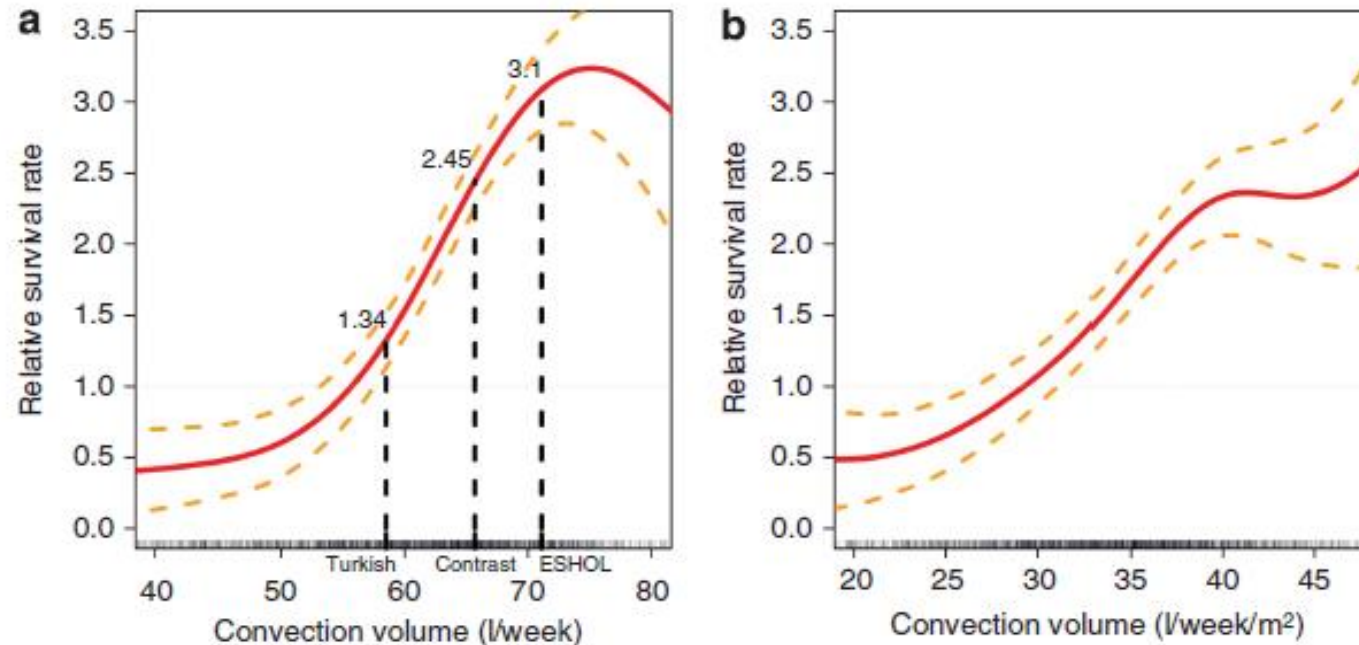 a
3.5
3.0
2.5
2.0
1.5
1.0
0.5
0.0
Relative survival rate
3.1
2.45
1.34
Turkish Contrast ESHOL
40 50 60 70 80
Convection volume (l/week)
b
3.5
3.0
2.5
2.0
1.5
1.0
0.5
0.0
Relative survival rate
20 25 30 35 40 45
Convection volume (l/week/m²)